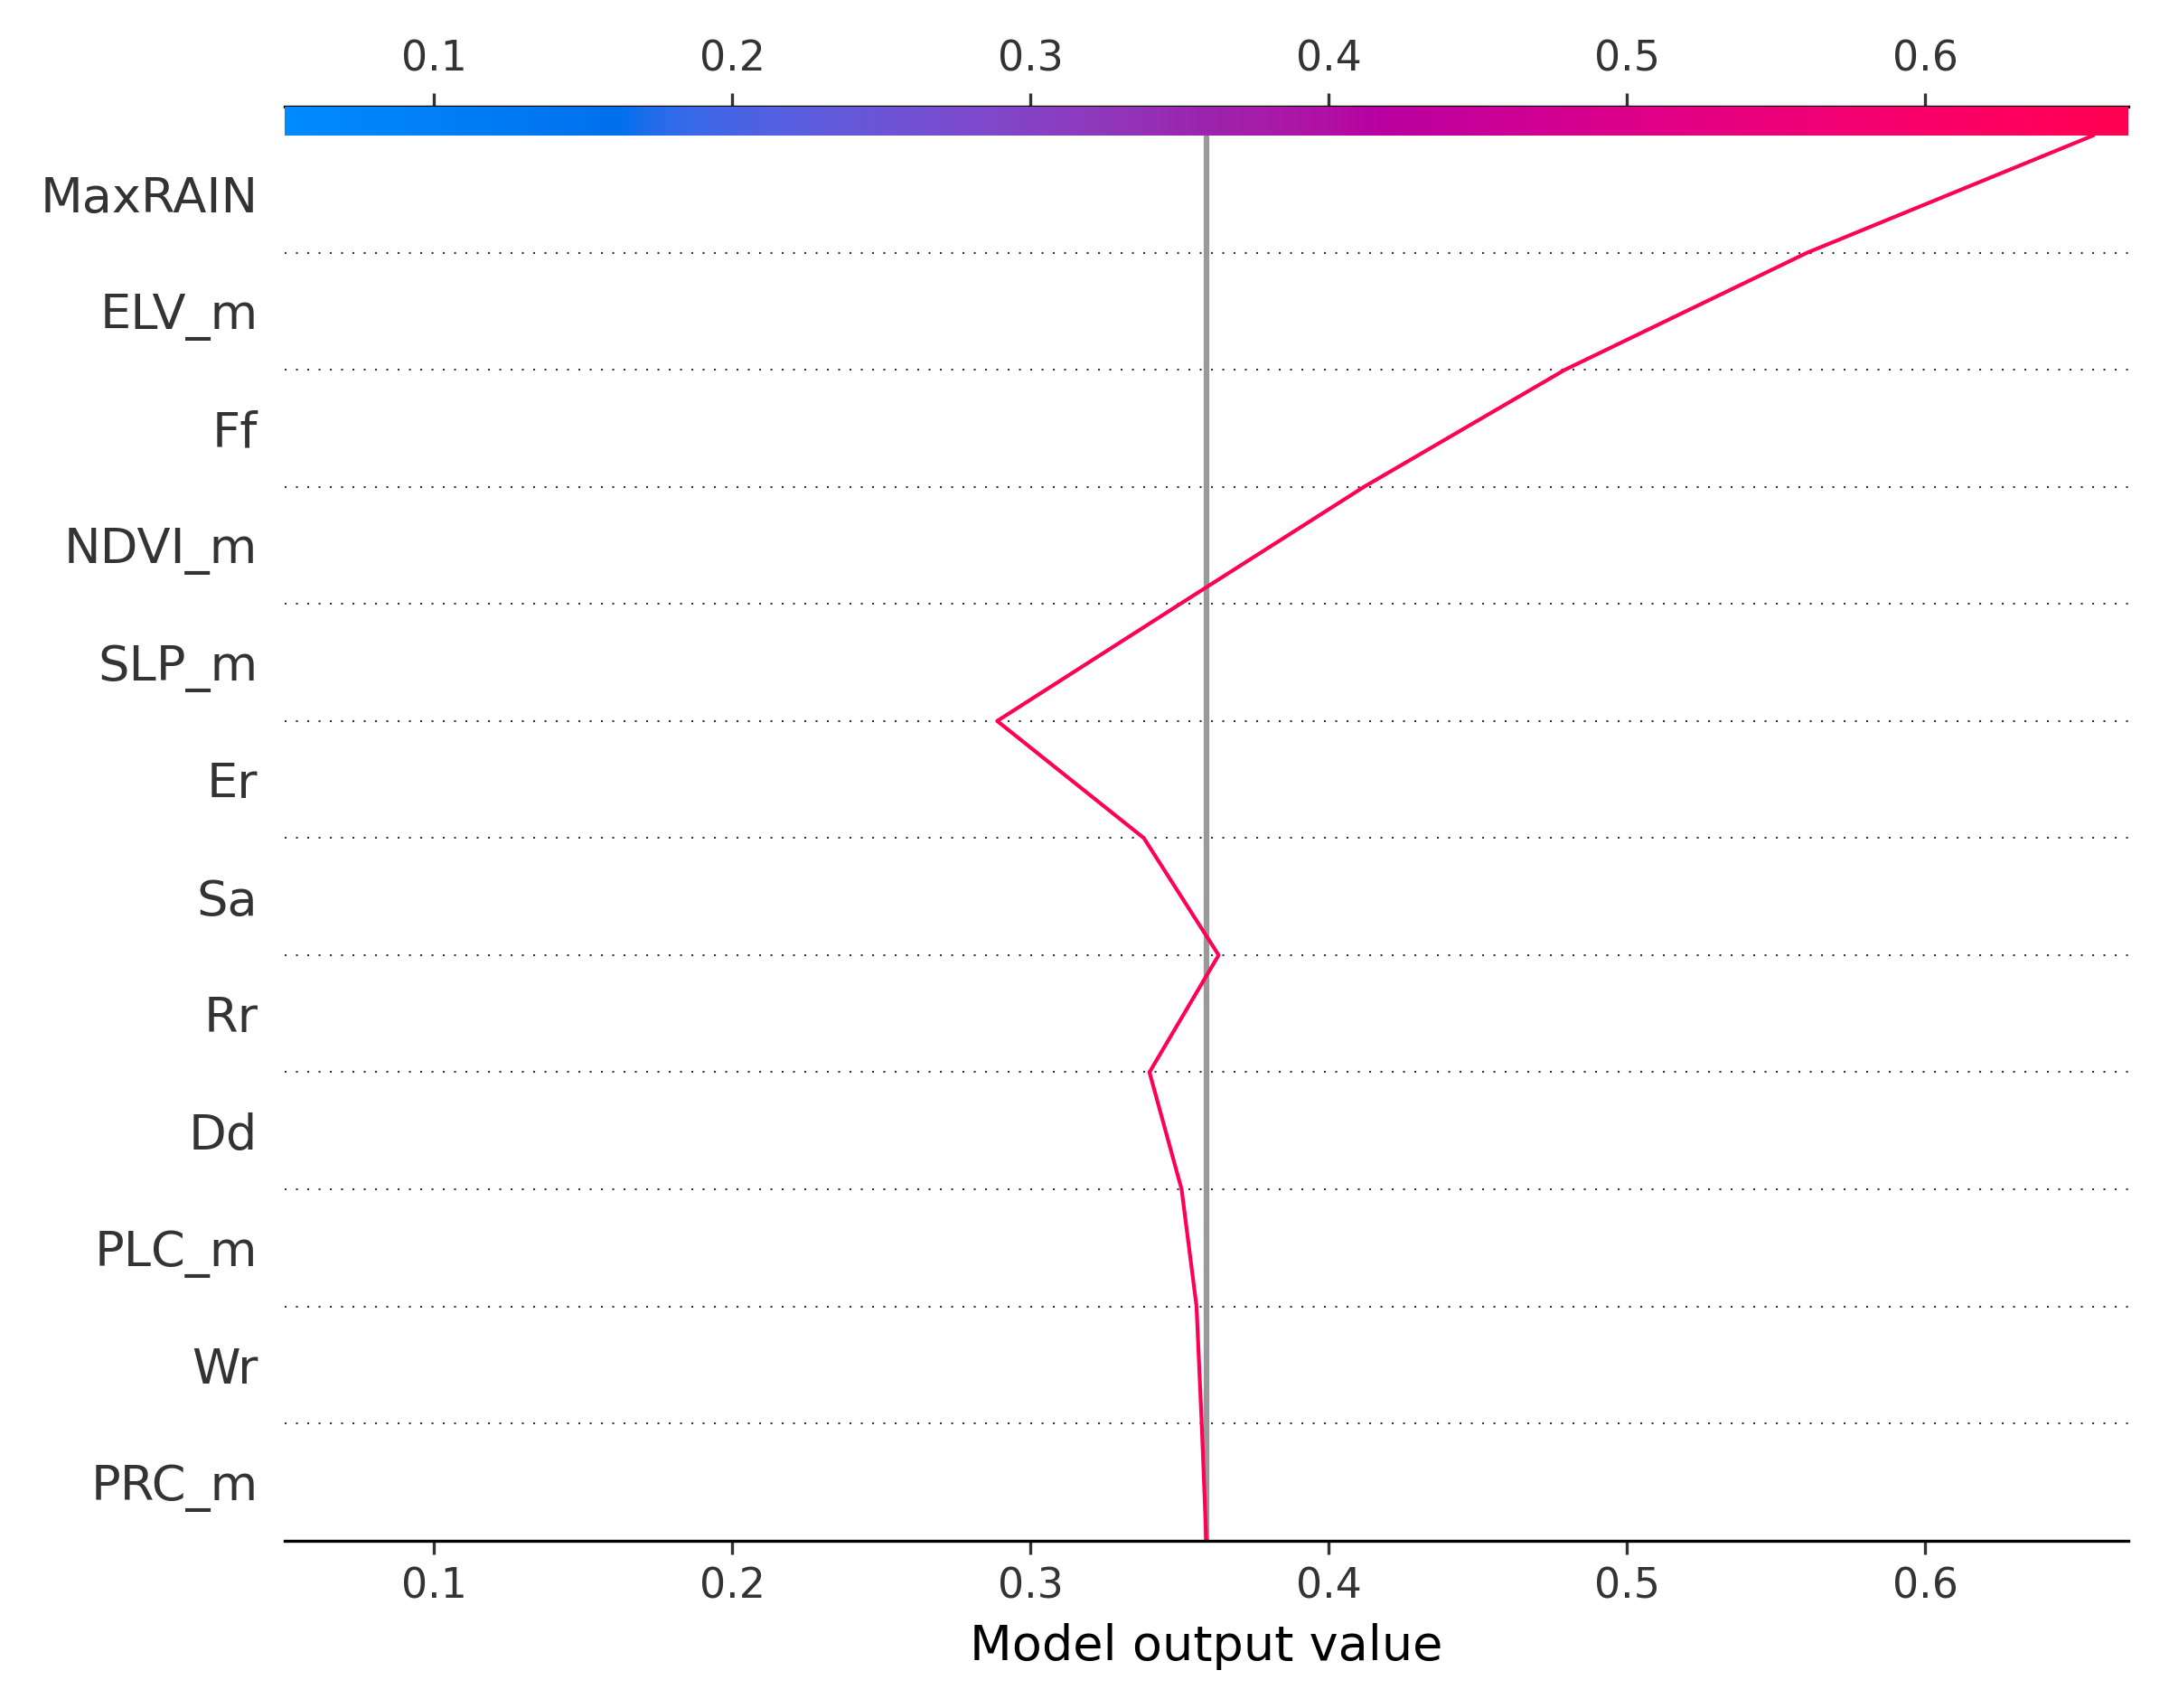 0.1 0.2 0.3 0.4 0.5 0.6
MaxRAIN
ELV_m
Ff
NDVI_m
SLP_m
Er
Sa
Rr
Dd
PLC_m
Wr
PRC_m
0.1 0.2 0.3 0.4 0.5 0.6
Model output value